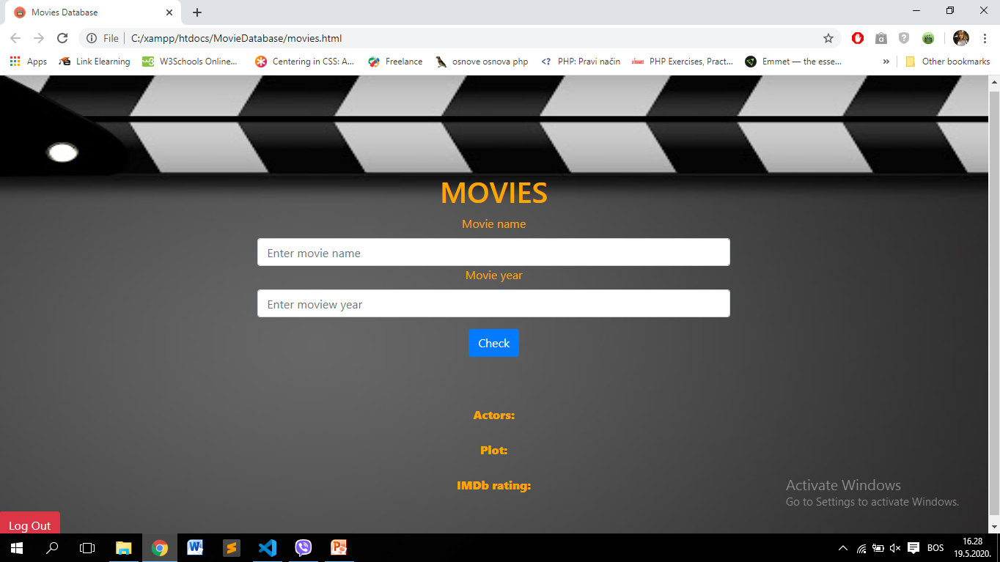 Movies Database
File
C:/xampp/htdocs/MovieDatabase/movies.html
Apps
Link Elearning
W3Schools Online...
Centering in CSS: A...
Freelance
osnove osnova php
PHP: Pravi način
PHP Exercises, Pract...
Emmet — the esse...
»
Other bookmarks
MOVIES
Movie name
Enter movie name
Movie year
Enter moview year
Check
Actors:
Plot:
IMDb rating:
Activate Windows
Go to Settings to activate Windows.
Log Out
BOS
16.28
19.5.2020.